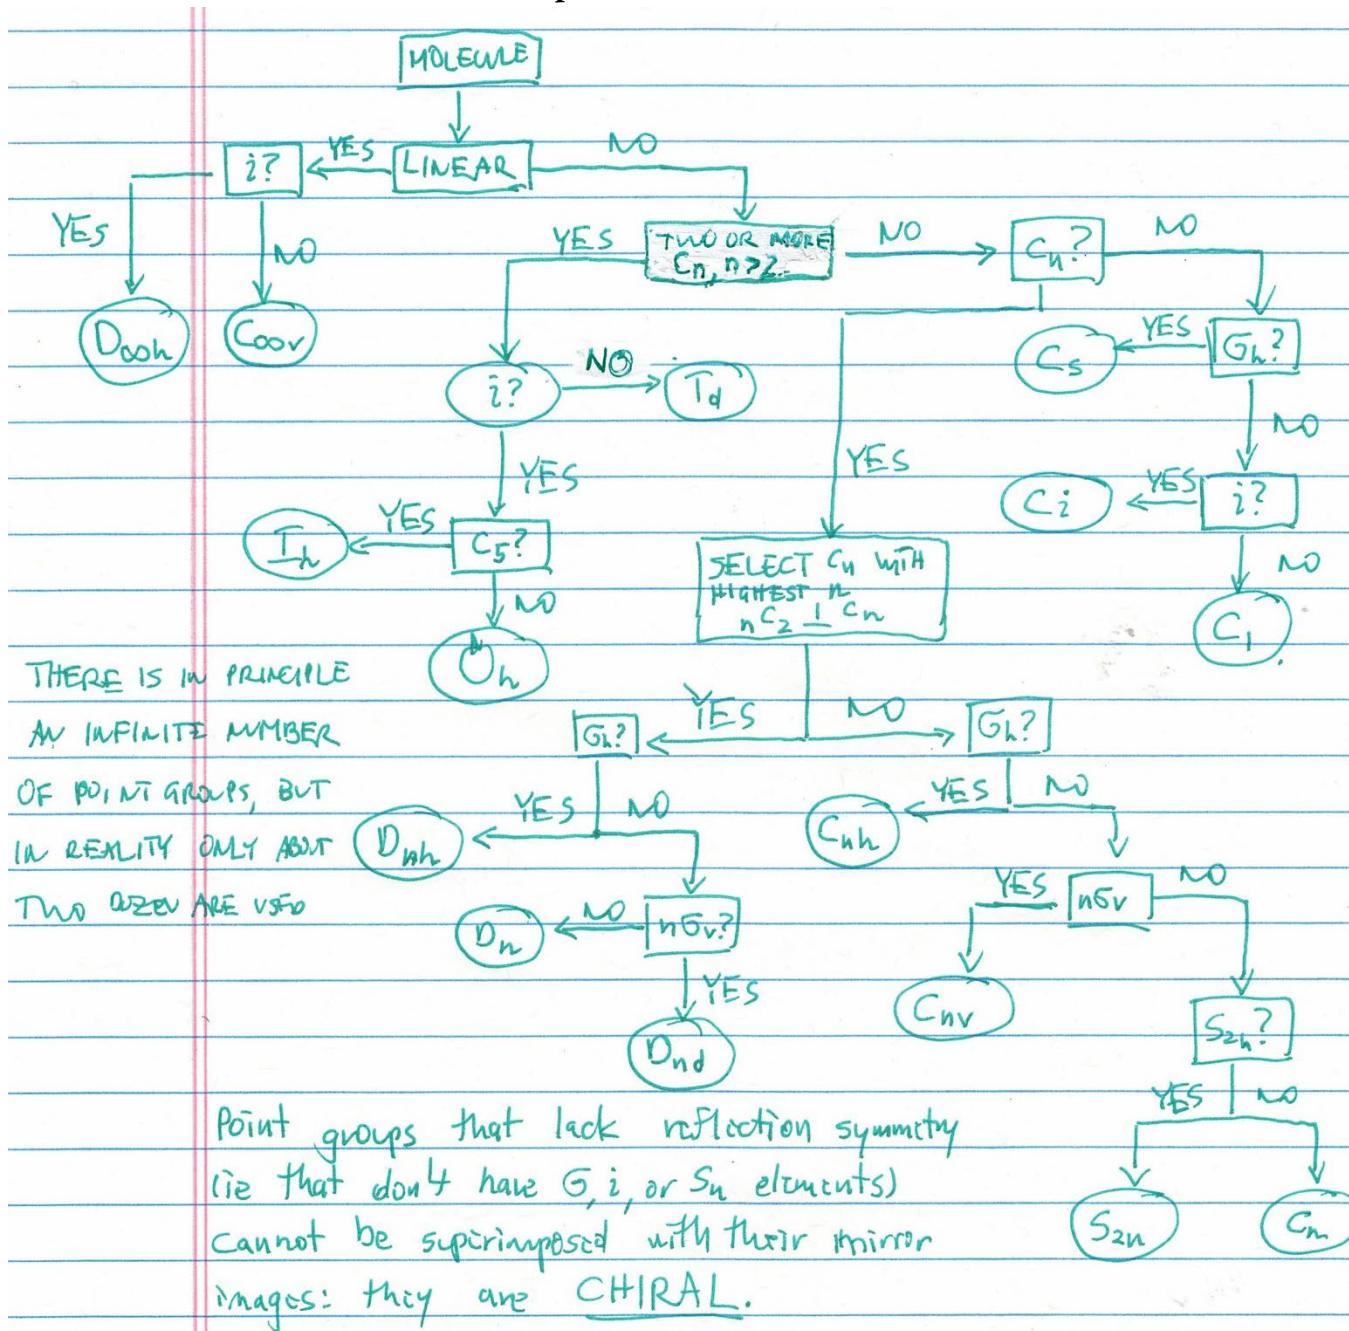 MOLECULE
i? YES LINEAR NO
YES NO YES TWO OR MORE NO Cn? NO
Cn, n>2
D∞h C∞v YES σh?
Cs
i? NO Td
NO
YES YES
Ci YES i?
Ih YES C5? SELECT Cn WITH NO
HIGHEST n
NO nC2 ⊥ Cn
C1
Oh
THERE IS IN PRINCIPLE
AN INFINITE NUMBER σh? YES NO σh?
OF POINT GROUPS, BUT YES NO YES NO
IN REALITY ONLY ABOUT Dnh Cnh
TWO DOZEN ARE USED YES nσv NO
Dn NO nσv?
YES Cnv S2n?
Dnd
YES NO
Point groups that lack reflection symmetry
(ie that don't have σ, i, or Sn elements)
cannot be superimposed with their mirror S2n Cn
images: they are CHIRAL.